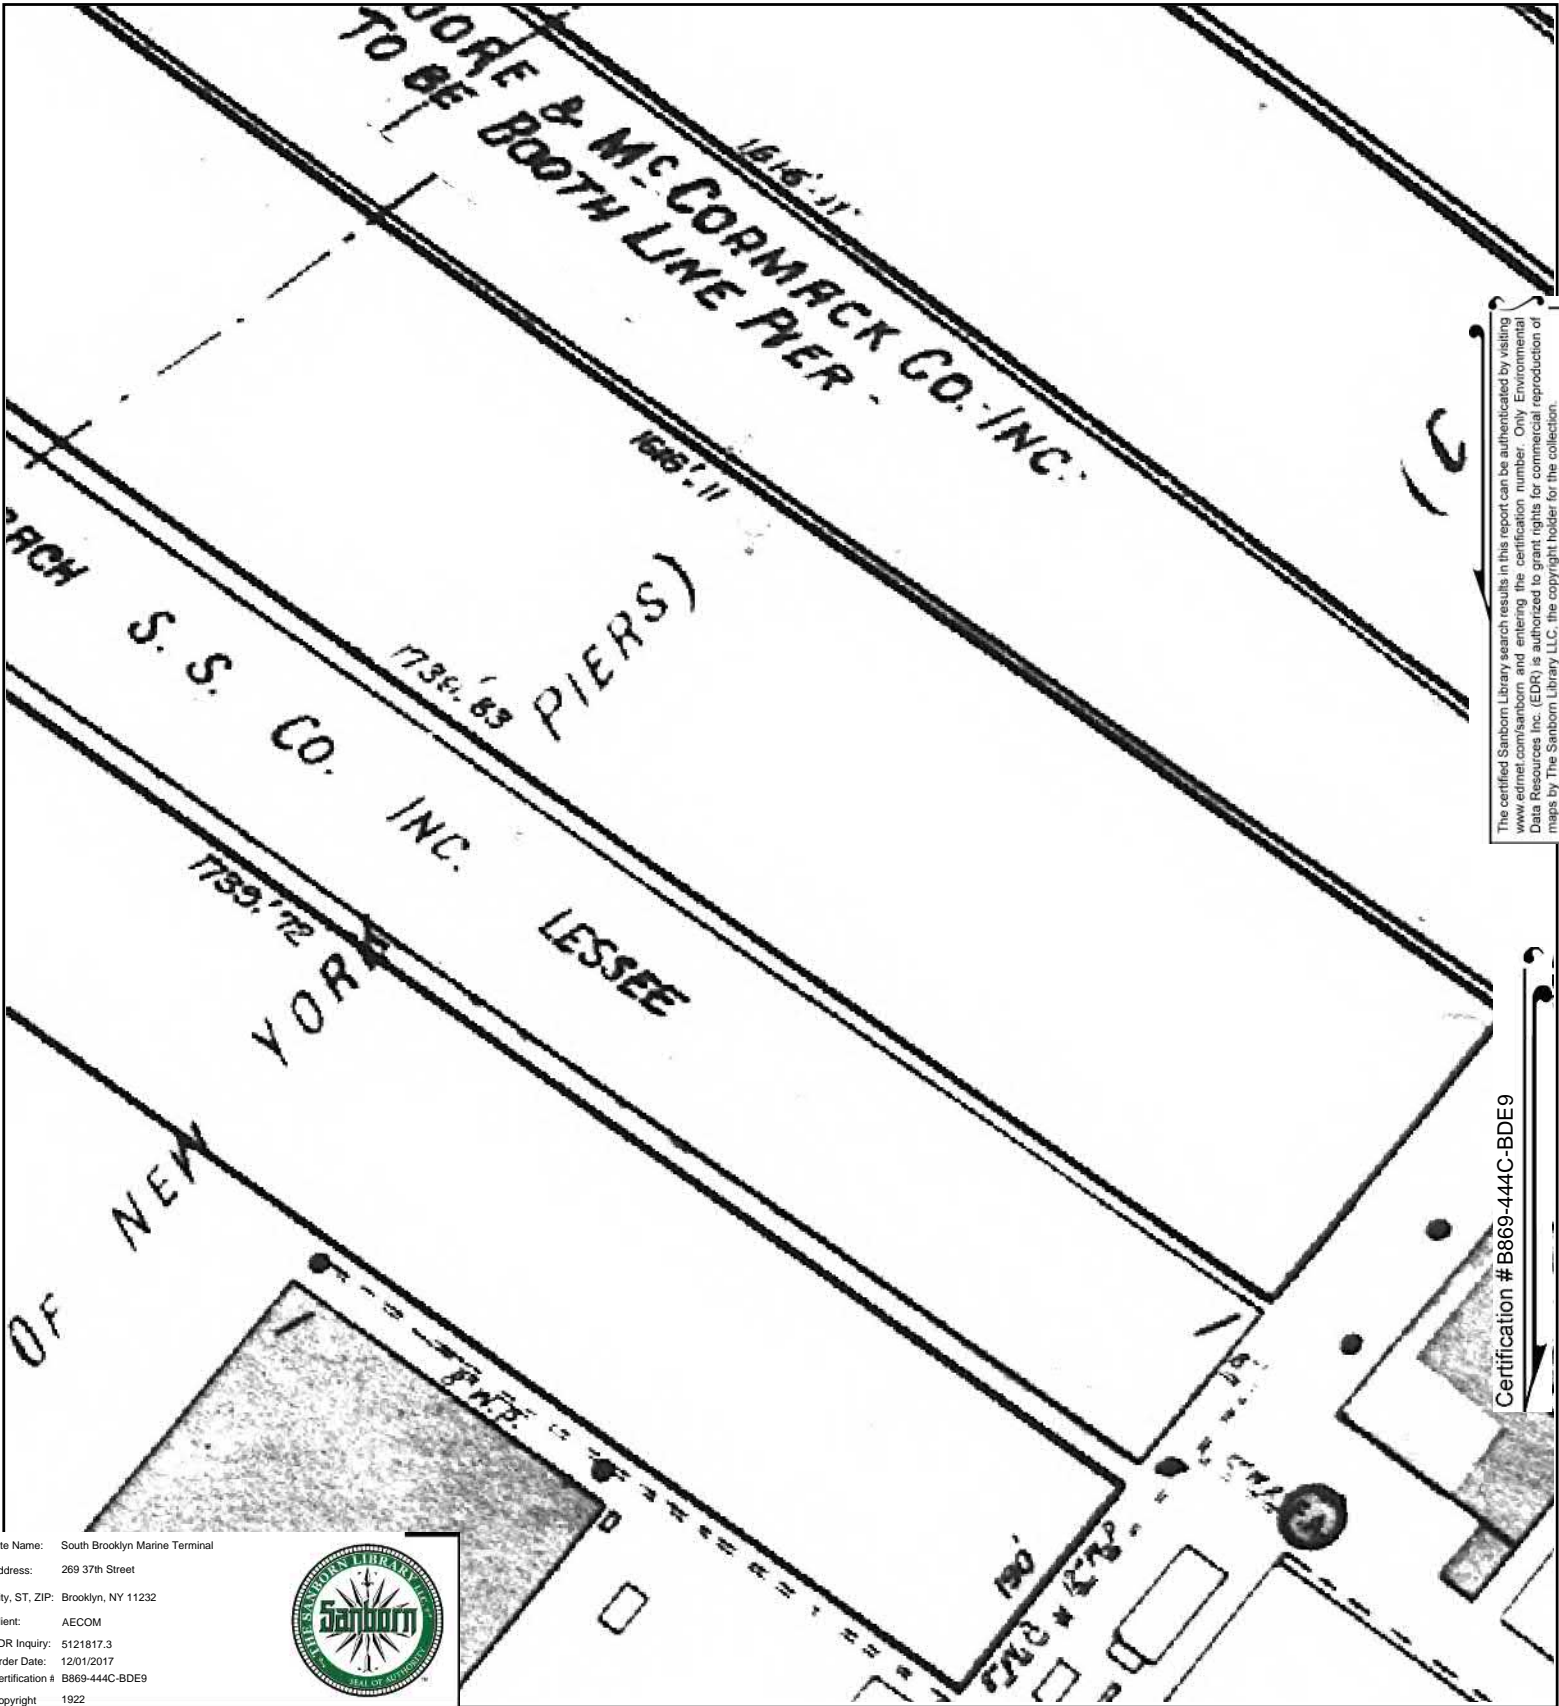 TO BE BOOTH LINE PIER
& McCORMACK CO. INC.
1616'-11"
1616'-11
S. S. CO. INC. LESSEE
PIERS)
1739.'72
OF NEW YORK
8" W.P.
190'
The certified Sanborn Library search results in this report can be authenticated by visiting
www.edrnet.com/sanborn and entering the certification number. Only Environmental
Data Resources Inc. (EDR) is authorized to grant rights for commercial reproduction of
maps by The Sanborn Library LLC, the copyright holder for the collection.
Certification # B869-444C-BDE9
te Name: South Brooklyn Marine Terminal
ddress: 269 37th Street
ity, ST, ZIP: Brooklyn, NY 11232
lient: AECOM
DR Inquiry: 5121817.3
rder Date: 12/01/2017
ertification # B869-444C-BDE9
opyright 1922
THE SANBORN LIBRARY, LLC
Sanborn
SEAL OF AUTHORITY